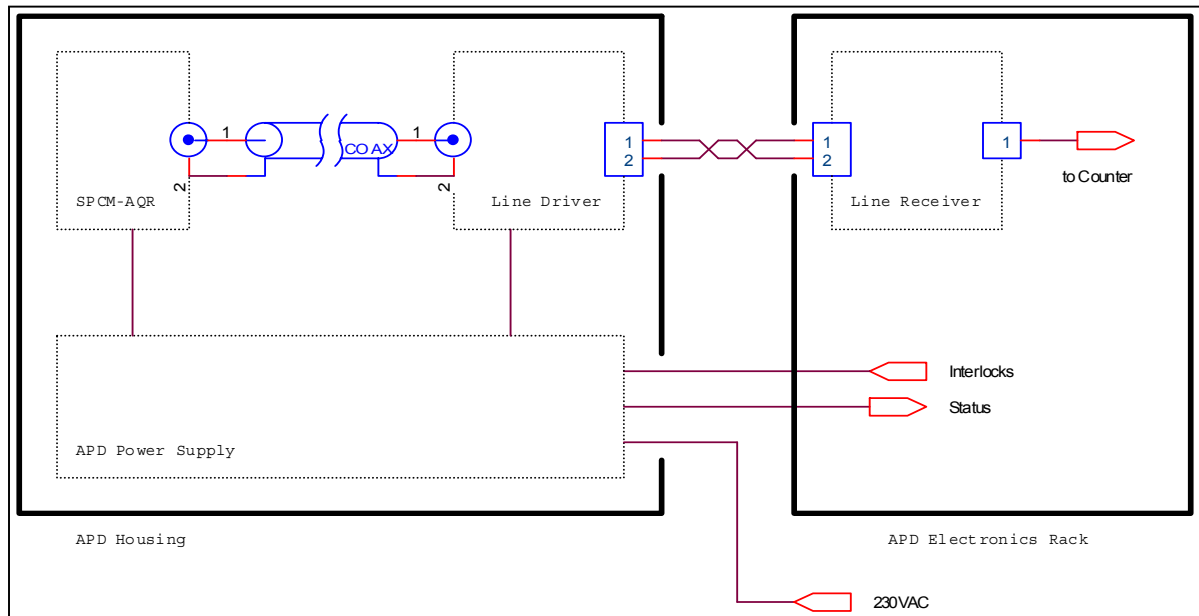 1
COAX
1
2
2
SPCM-AQR
Line Driver
1
2
1
2
1
Line Receiver
to Counter
Interlocks
Status
APD Power Supply
APD Housing
APD Electronics Rack
230VAC